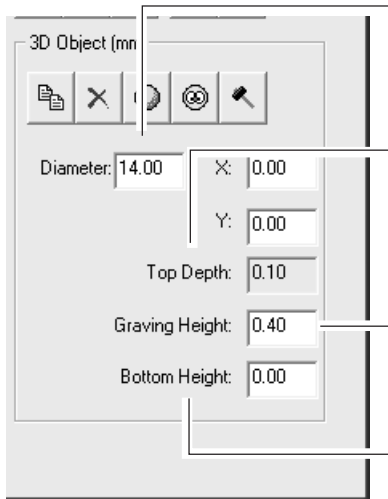 3D Object (mm
Diameter: 14.00 X: 0.00
Y: 0.00
Top Depth: 0.10
Graving Height: 0.40
Bottom Height: 0.00